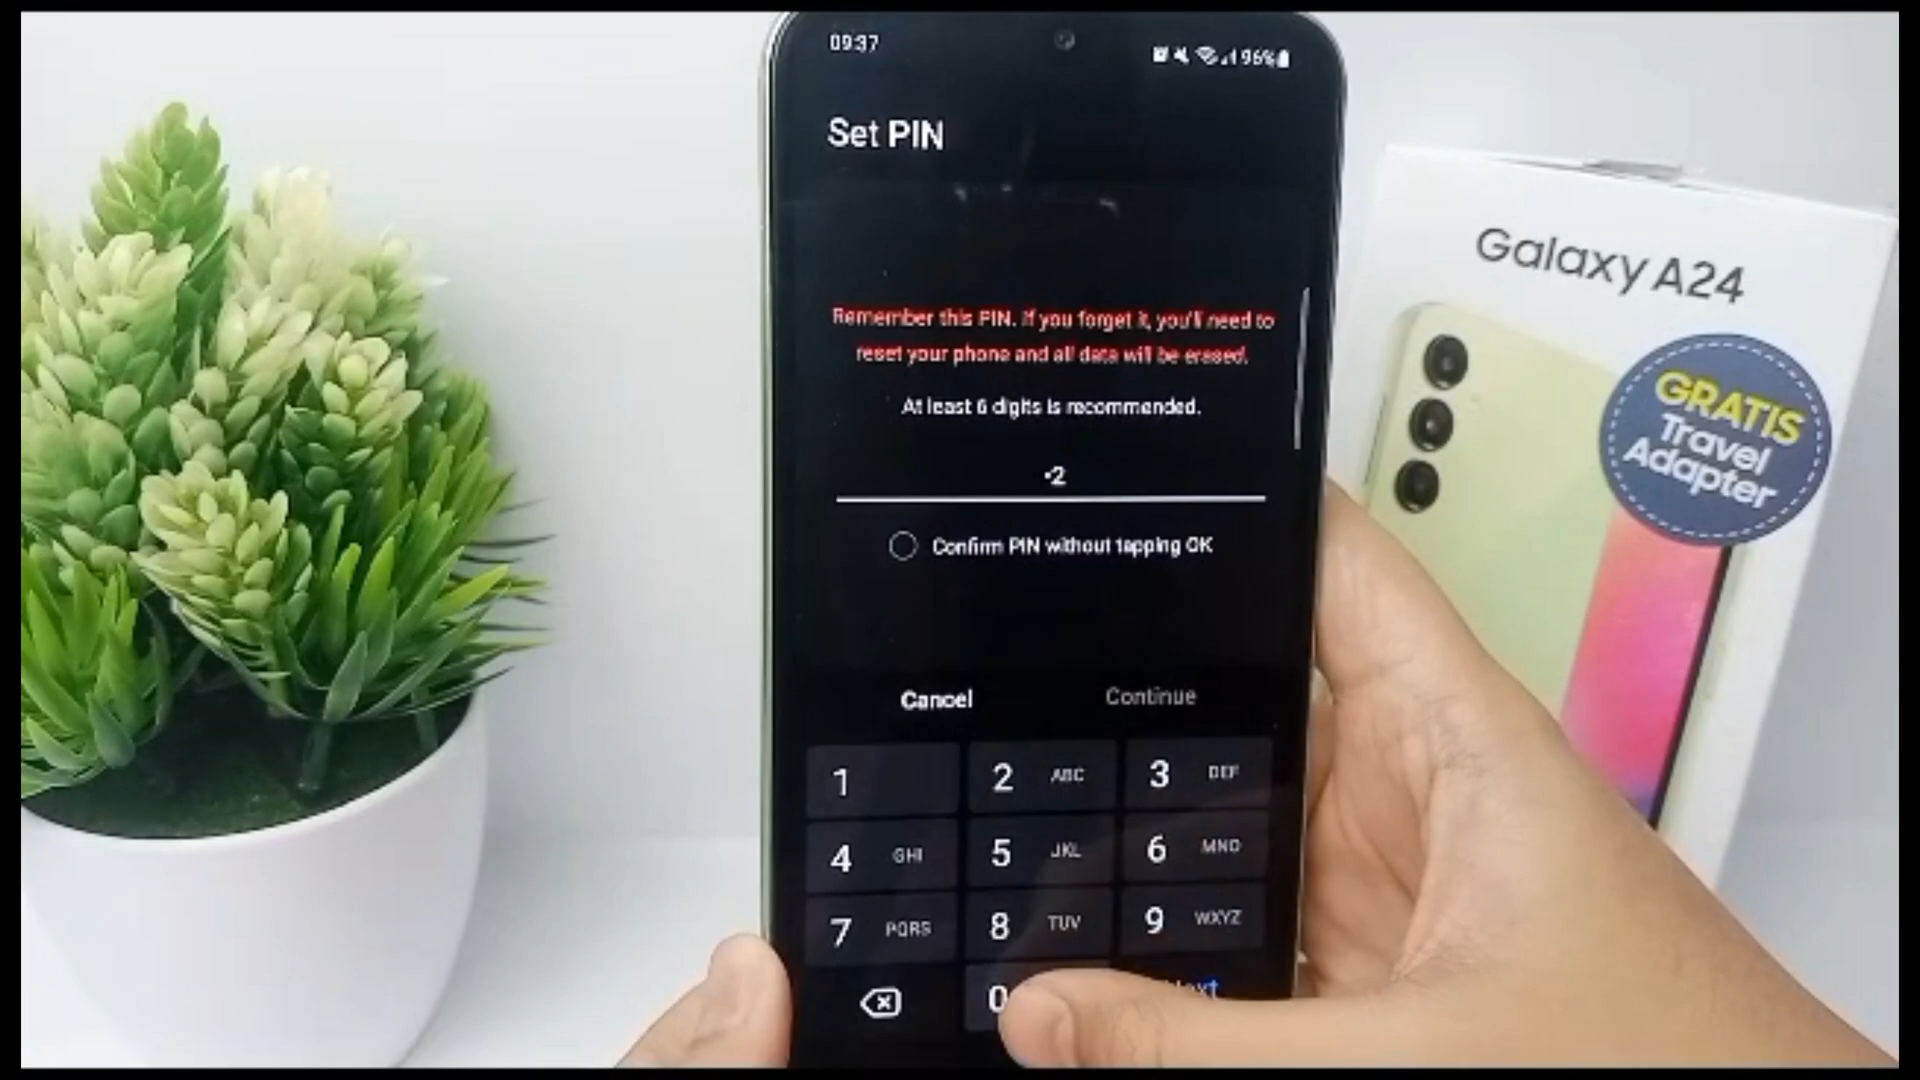 09:37
96%
Set PIN
Remember this PIN. If you forget it, you'll need to
reset your phone and all data will be erased.
At least 6 digits is recommended.
•2
Confirm PIN without tapping OK
Cancel
Continue
1
2 ABC
3 DEF
4 GHI
5 JKL
6 MNO
7 PQRS
8 TUV
9 WXYZ
0
Next
Galaxy A24
GRATIS
Travel
Adapter